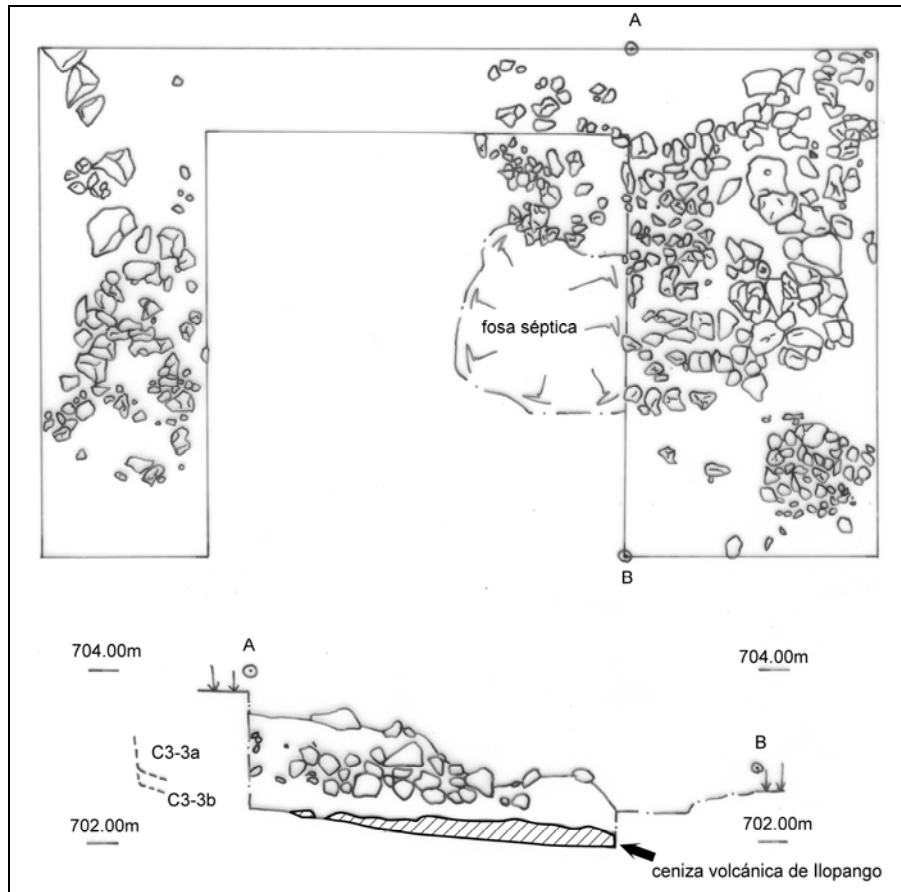 A
fosa séptica
B
704.00m
A
704.00m
C3-3a
B
C3-3b
702.00m
702.00m
ceniza volcánica de Ilopango